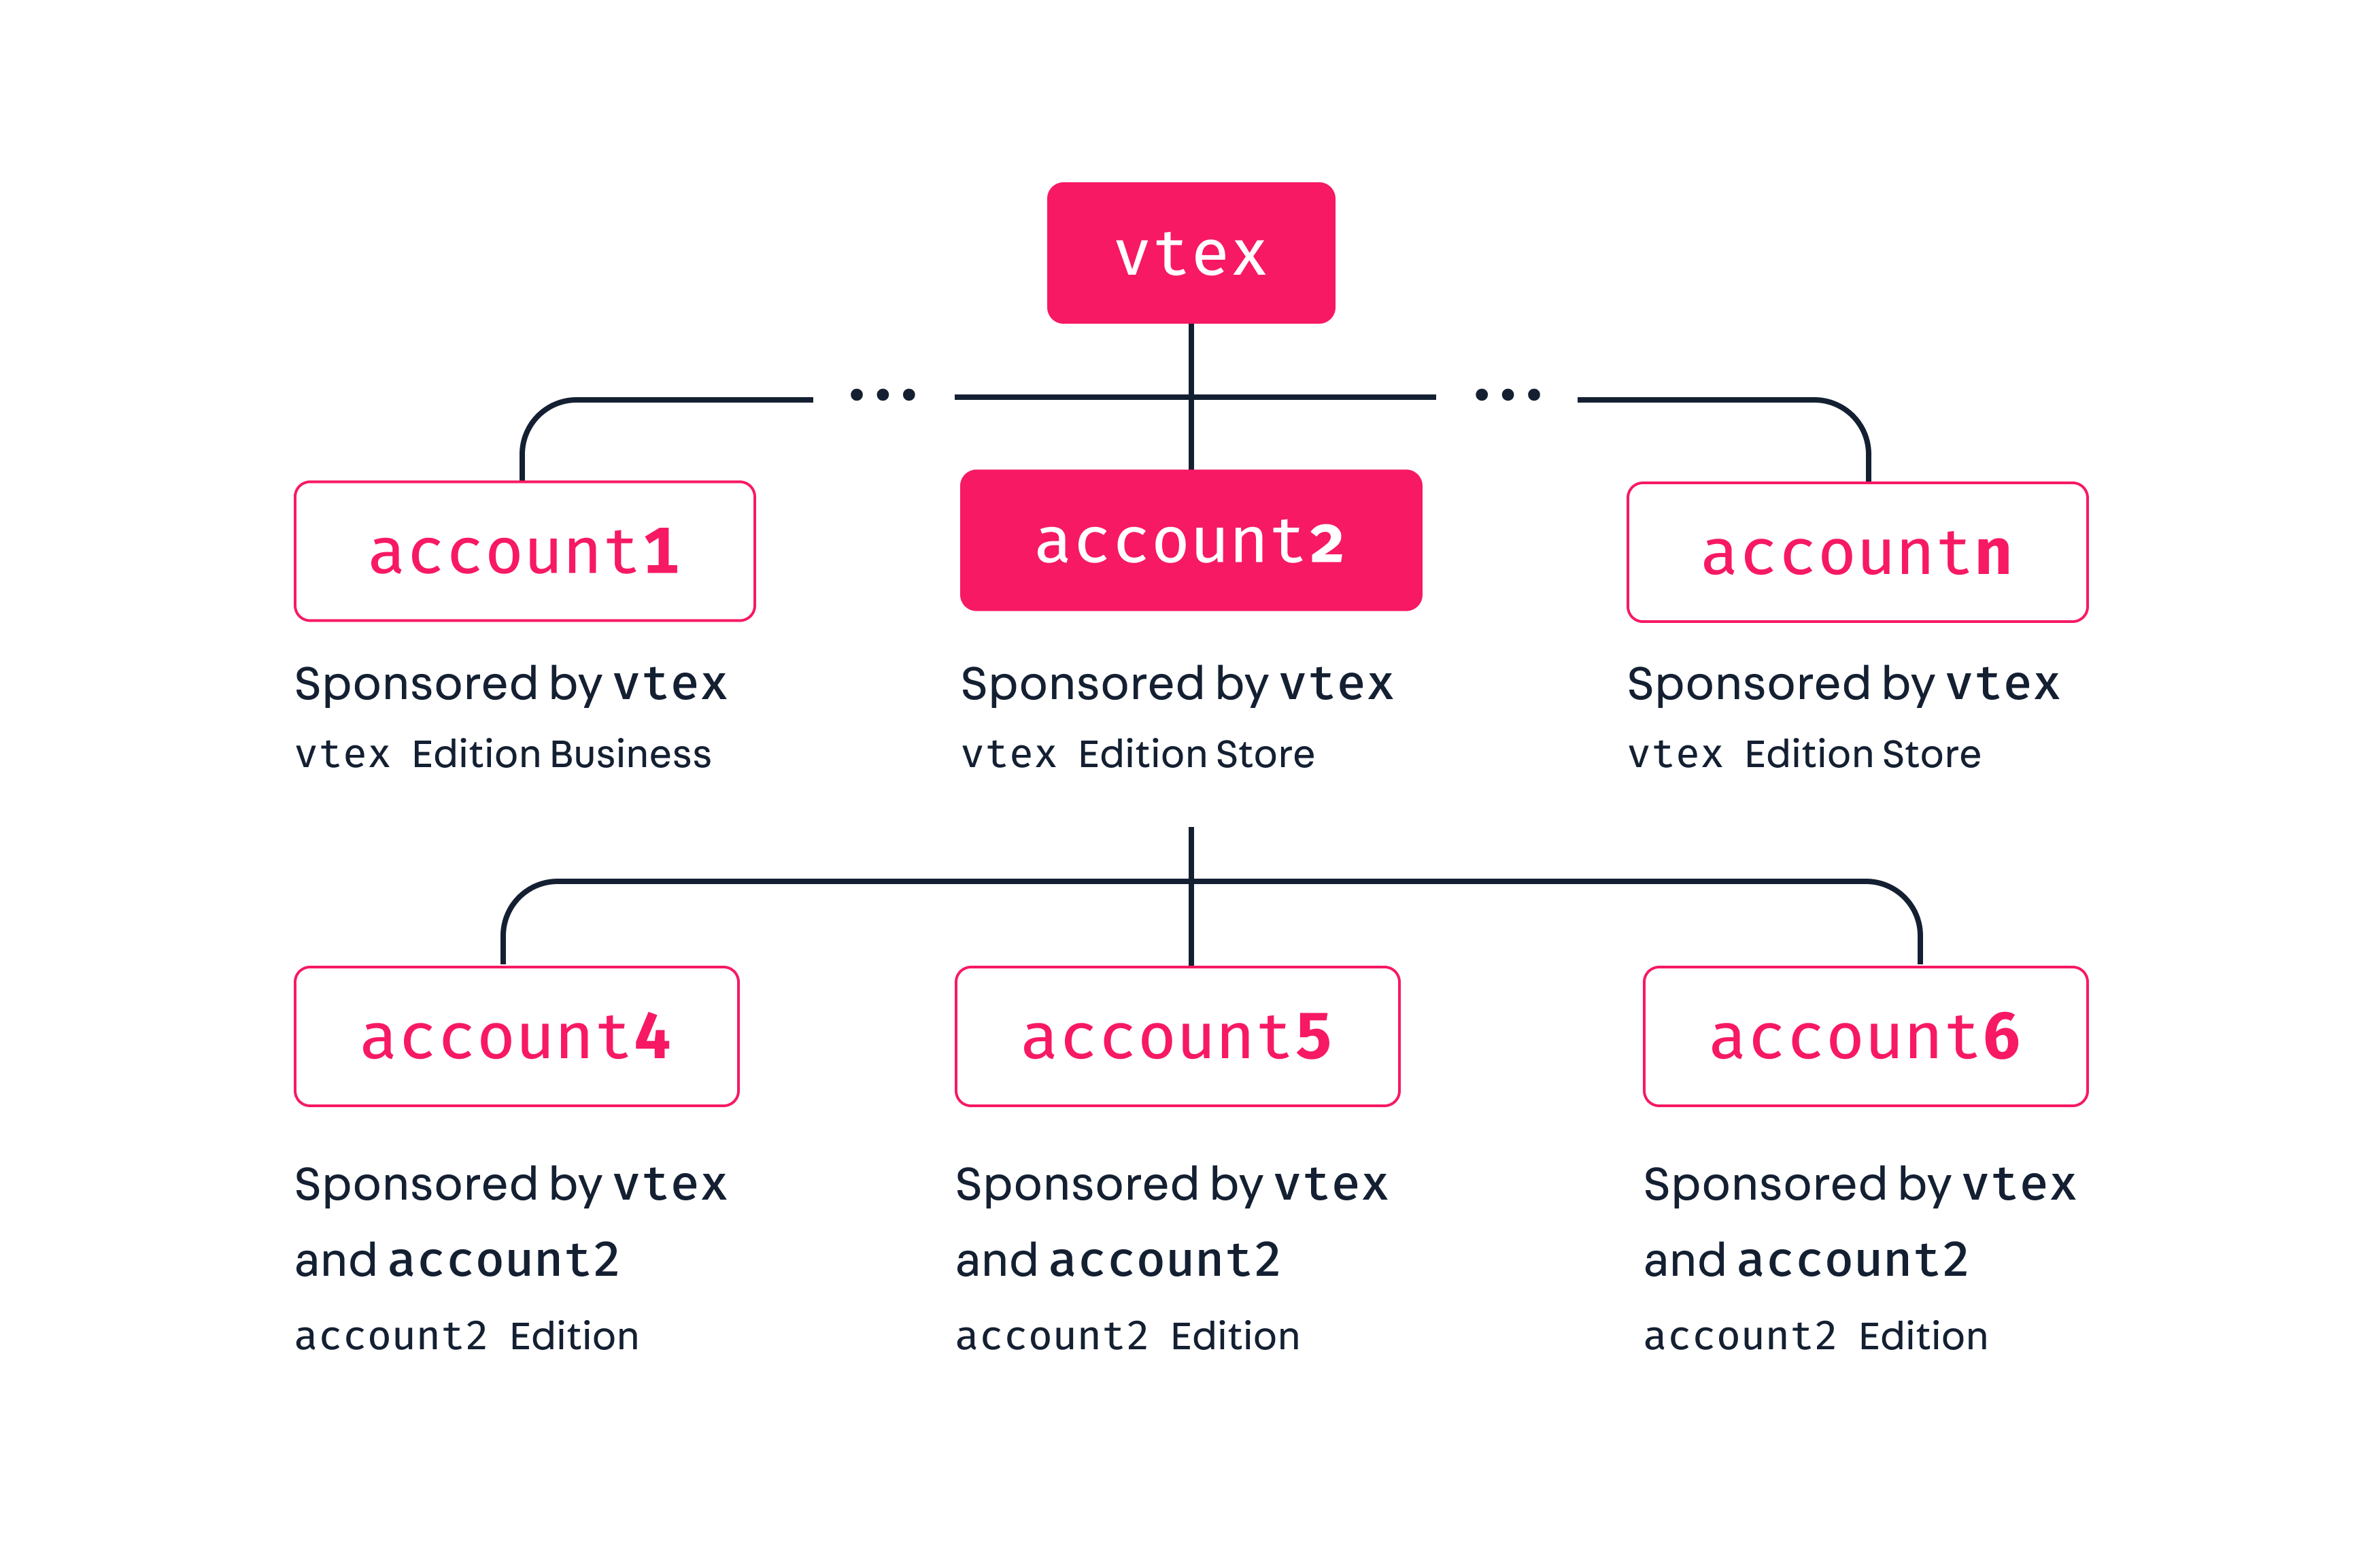 vtex
account1
account2
accountn
Sponsored by vtex
vtex Edition Business
Sponsored by vtex
vtex Edition Store
Sponsored by vtex
vtex Edition Store
account4
account5
account6
Sponsored by vtex
and account2
account2 Edition
Sponsored by vtex
and account2
account2 Edition
Sponsored by vtex
and account2
account2 Edition